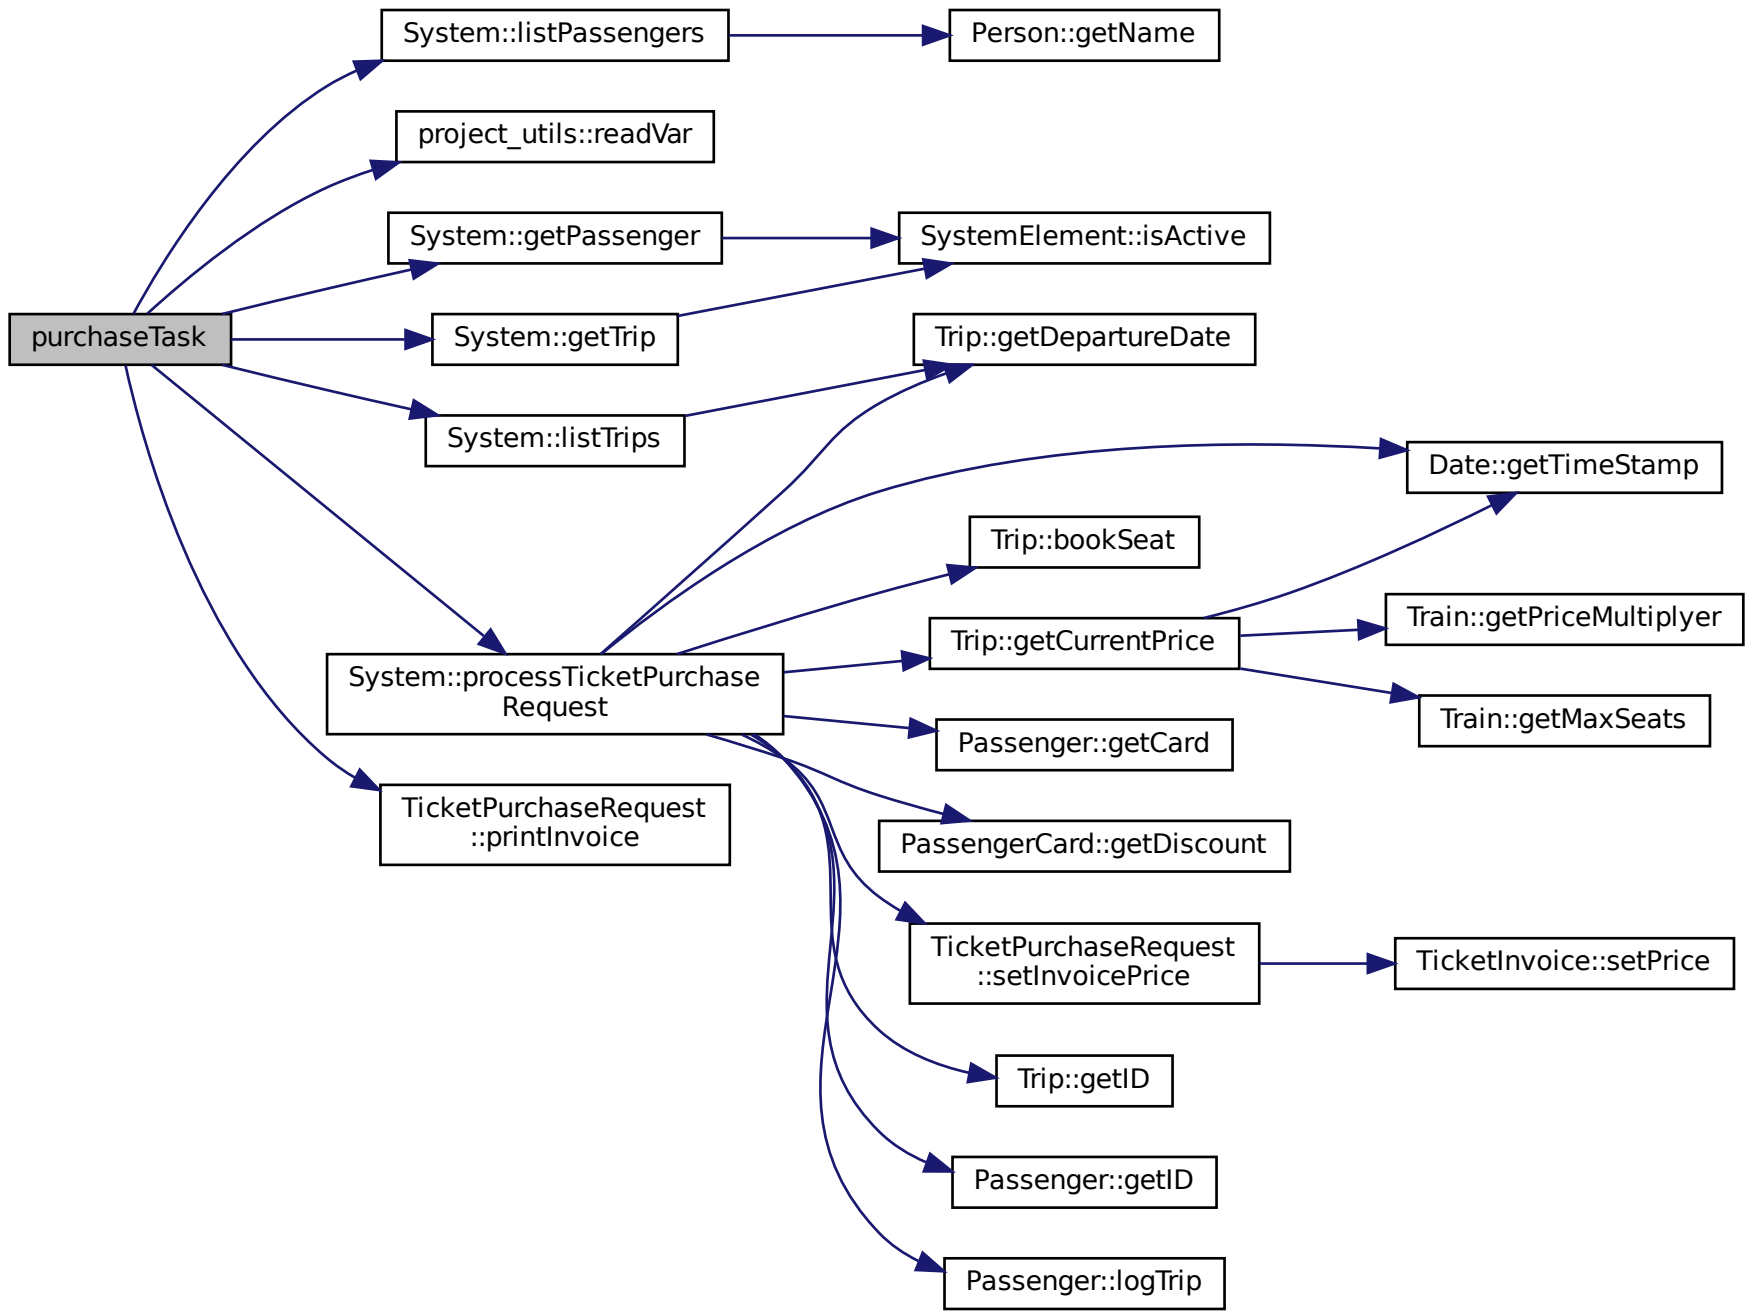 System::listPassengers
Person::getName
project_utils::readVar
System::getPassenger
SystemElement::isActive
purchaseTask
System::getTrip
Trip::getDepartureDate
System::listTrips
Date::getTimeStamp
Trip::bookSeat
Trip::getCurrentPrice
Train::getPriceMultiplyer
System::processTicketPurchase
Request
Train::getMaxSeats
Passenger::getCard
TicketPurchaseRequest
::printInvoice
PassengerCard::getDiscount
TicketPurchaseRequest
::setInvoicePrice
TicketInvoice::setPrice
Trip::getID
Passenger::getID
Passenger::logTrip